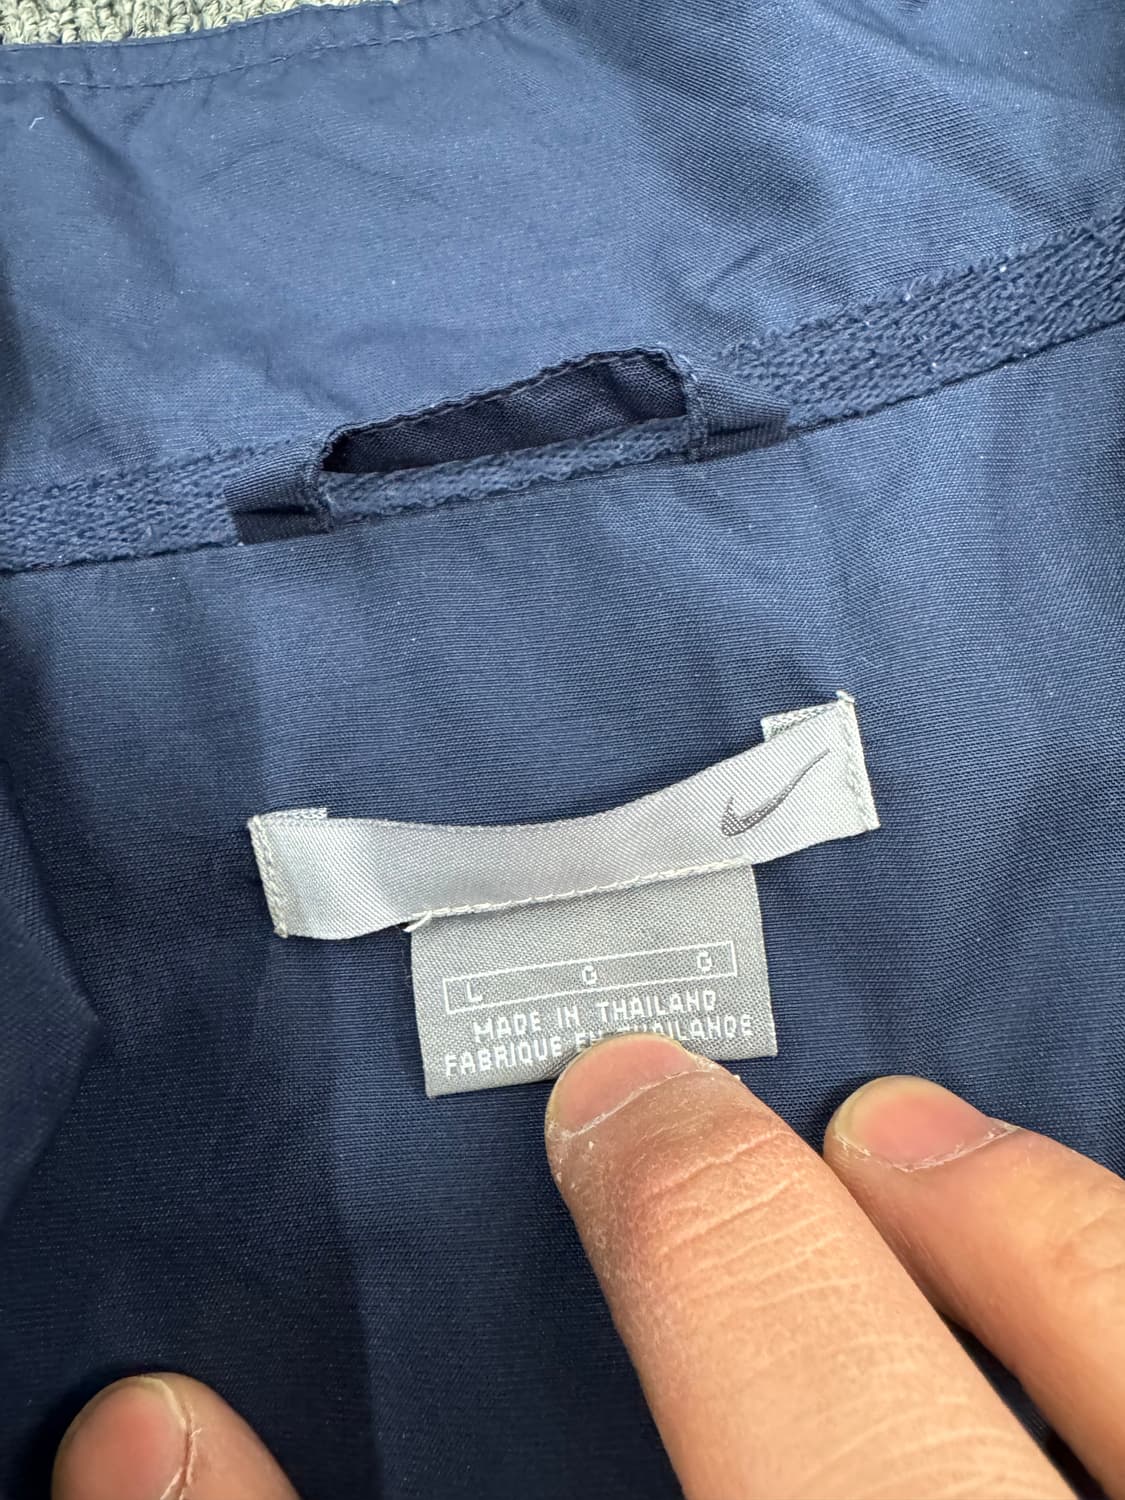 L G G
MADE IN THAILAND
FABRIQUE EN THAILANDE